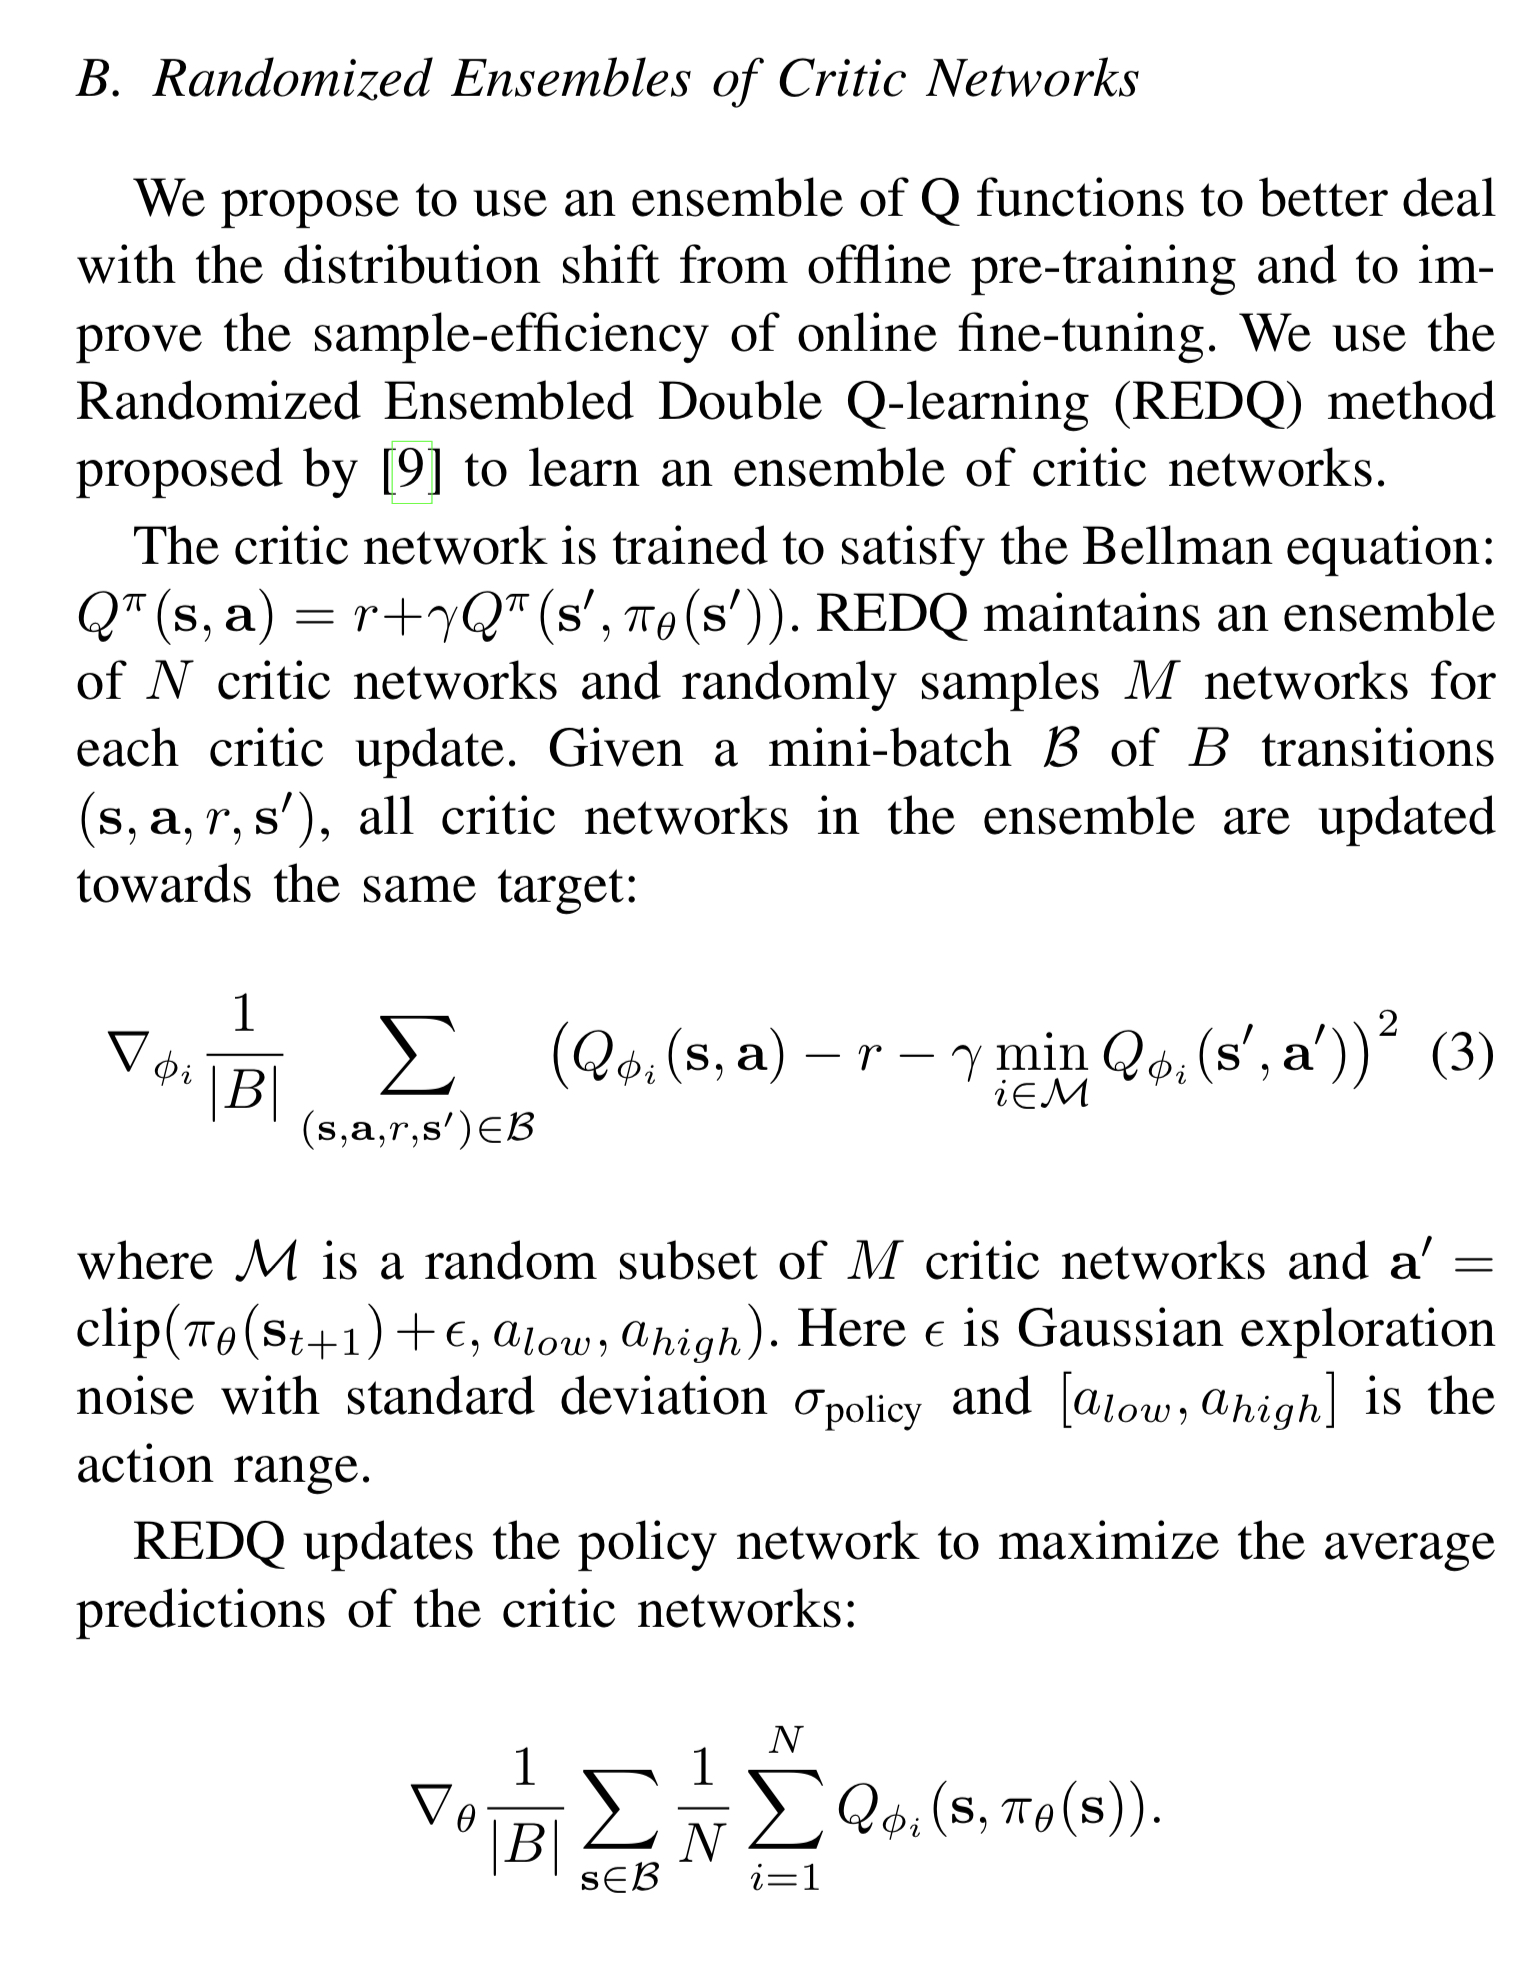 B. Randomized Ensembles of Critic Networks
We propose to use an ensemble of Q functions to better deal
with the distribution shift from offline pre-training and to im-
prove the sample-efficiency of online fine-tuning. We use the
Randomized Ensembled Double Q-learning (REDQ) method
proposed by [9] to learn an ensemble of critic networks.
The critic network is trained to satisfy the Bellman equation:
$Q^{\pi}(\mathbf{s}, \mathbf{a}) = r + \gamma Q^{\pi}(\mathbf{s}', \pi_{\theta}(\mathbf{s}'))$. REDQ maintains an ensemble
of $N$ critic networks and randomly samples $M$ networks for
each critic update. Given a mini-batch $\mathcal{B}$ of $B$ transitions
$(\mathbf{s}, \mathbf{a}, r, \mathbf{s}')$, all critic networks in the ensemble are updated
towards the same target:
$\nabla_{\phi_i} \frac{1}{|B|} \sum_{(\mathbf{s},\mathbf{a},r,\mathbf{s}') \in \mathcal{B}} \left( Q_{\phi_i}(\mathbf{s}, \mathbf{a}) - r - \gamma \min_{i \in \mathcal{M}} Q_{\phi_i}(\mathbf{s}', \mathbf{a}') \right)^2$ (3)
where $\mathcal{M}$ is a random subset of $M$ critic networks and $\mathbf{a}' =$
$\text{clip}(\pi_{\theta}(\mathbf{s}_{t+1}) + \epsilon, a_{low}, a_{high})$. Here $\epsilon$ is Gaussian exploration
noise with standard deviation $\sigma_{\text{policy}}$ and $[a_{low}, a_{high}]$ is the
action range.
REDQ updates the policy network to maximize the average
predictions of the critic networks:
$\nabla_{\theta} \frac{1}{|B|} \sum_{\mathbf{s} \in \mathcal{B}} \frac{1}{N} \sum_{i=1}^{N} Q_{\phi_i}(\mathbf{s}, \pi_{\theta}(\mathbf{s})).$